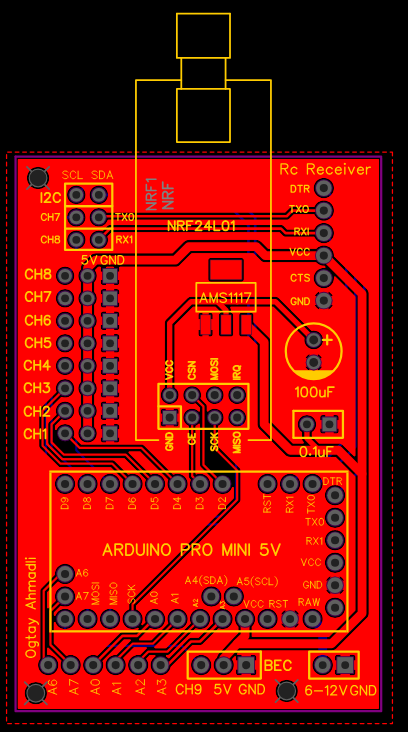 Rc Receiver
SCL SDA
I2C
DTR
CH7 TX0
TX0
CH8 RX1
RXI
NRF1
NRF
NRF24L01
VCC
5V GND
CH8
CTS
CH7
AMS1117
GND
CH6
CH5
CH4
CH3
CH2
CH1
100uF
VCC CSN MOSI IRQ
GND CE SCK MISO
0.1uF
D9 D8 D7 D6 D5 D4 D3 D2 RST RX1 TX0
DTR
TX0
RX1
VCC
GND
RAW
ARDUINO PRO MINI 5V
A6
A7
A4(SDA) A5(SCL)
MOSI MISO SCK A0 A1 A2 A3 VCC RST
Ogtay Ahmadli
A6 A7 A0 A1 A2 A3
BEC
CH9 5V GND
6-12V GND